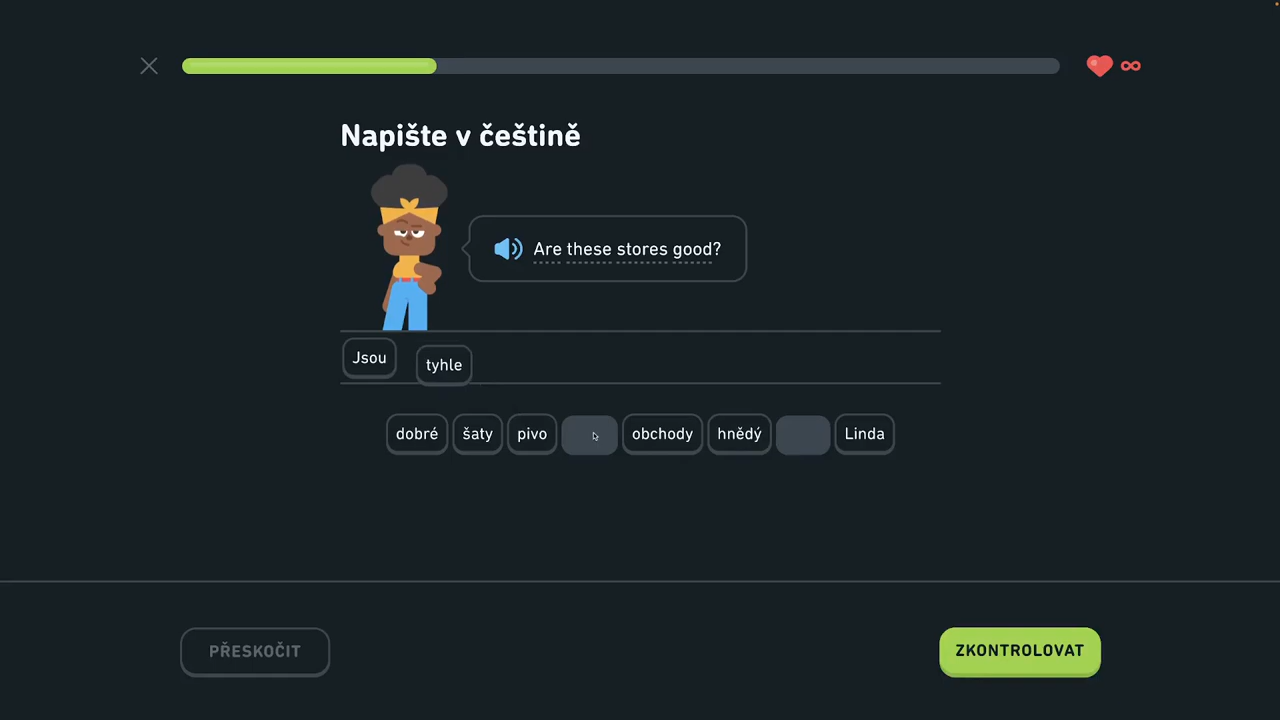 Napište v češtině
Are these stores good?
Jsou tyhle
dobré šaty pivo obchody hnědý Linda
PŘESKOČIT ZKONTROLOVAT